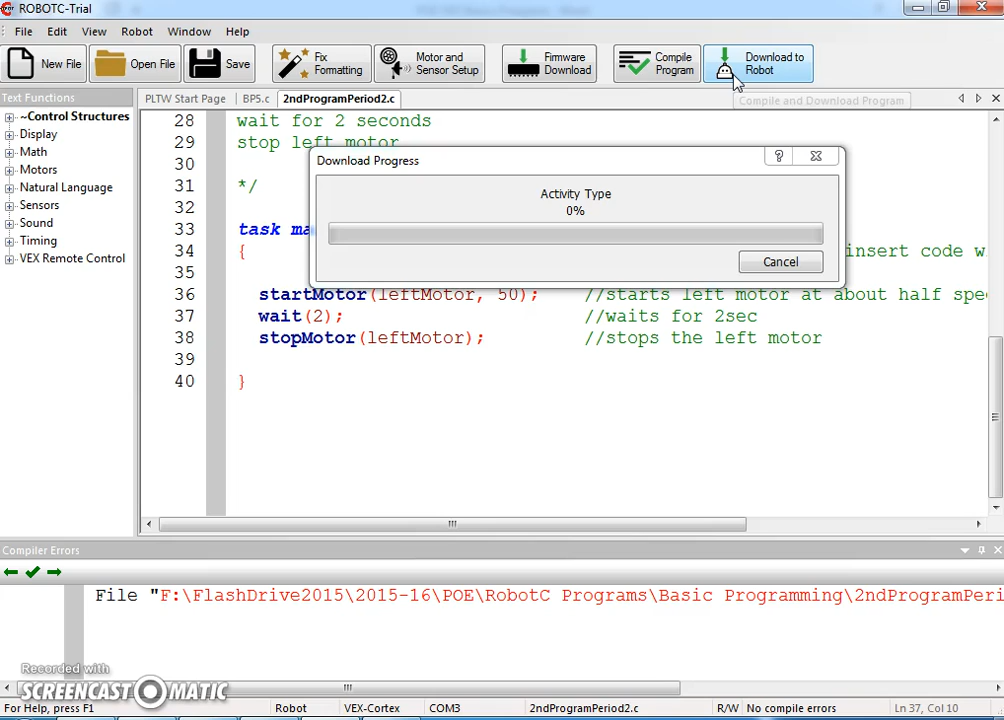 ROBOTC-Trial
File Edit View Robot Window Help
New File Open File Save Fix Formatting Motor and Sensor Setup Firmware Download Compile Program Download to Robot
Text Functions
PLTW Start Page BP5.c 2ndProgramPeriod2.c
Compile and Download Program
~Control Structures
Display
Math
Motors
Natural Language
Sensors
Sound
Timing
VEX Remote Control
28 wait for 2 seconds
29 stop left motor
30
31 */
32
33 task ma
34 { insert code w
35
36 startMotor(leftMotor, 50); //starts left motor at about half spe
37 wait(2); //waits for 2sec
38 stopMotor(leftMotor); //stops the left motor
39
40 }
Download Progress
Activity Type
0%
Cancel
Compiler Errors
File "F:\FlashDrive2015\2015-16\POE\RobotC Programs\Basic Programming\2ndProgramPeri
Recorded with
SCREENCAST MATIC
For Help, press F1 Robot VEX-Cortex COM3 2ndProgramPeriod2.c R/W No compile errors Ln 37, Col 10